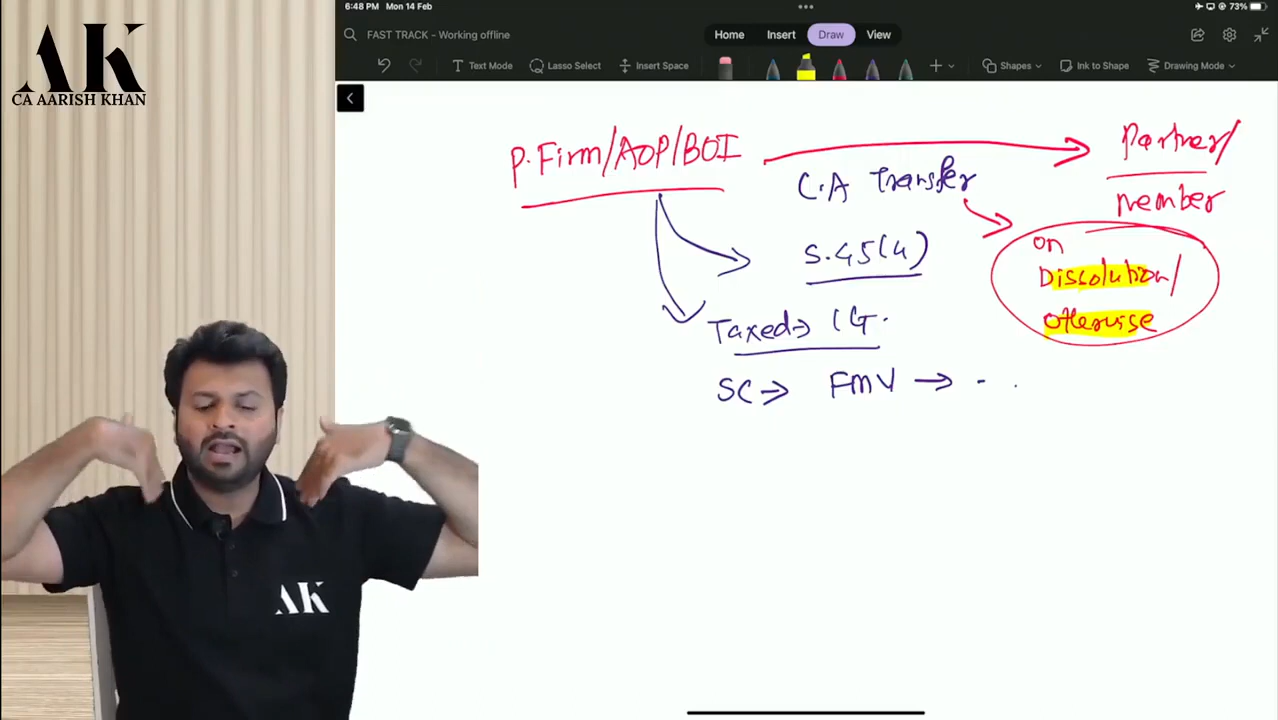 6:48 PM Mon 14 Feb
73%
AK
CA AARISH KHAN
FAST TRACK - Working offline
Home Insert Draw View
Text Mode Lasso Select Insert Space Shapes Ink to Shape Drawing Mode
P.Firm/AOP/BOI
Partner/
member
C.A Transfer
on
Dissolution/
otherwise
S.45(4)
Taxed → CG.
SC ⇒ FMV → - .
AK